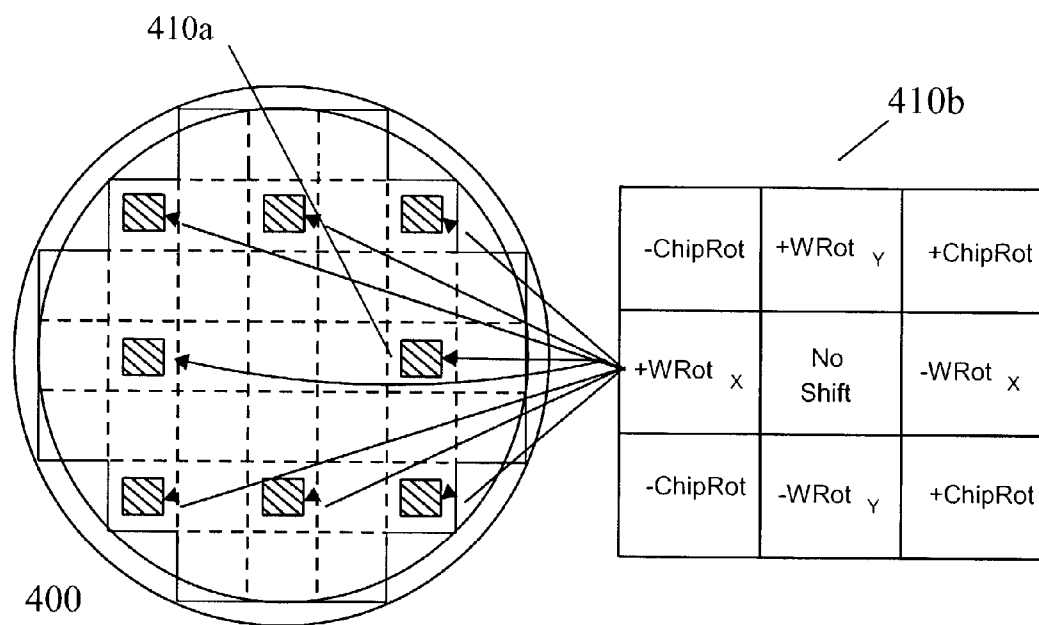 410a
410b
-ChipRot +WRot Y +ChipRot
+WRot X No Shift -WRot X
-ChipRot -WRot Y +ChipRot
400